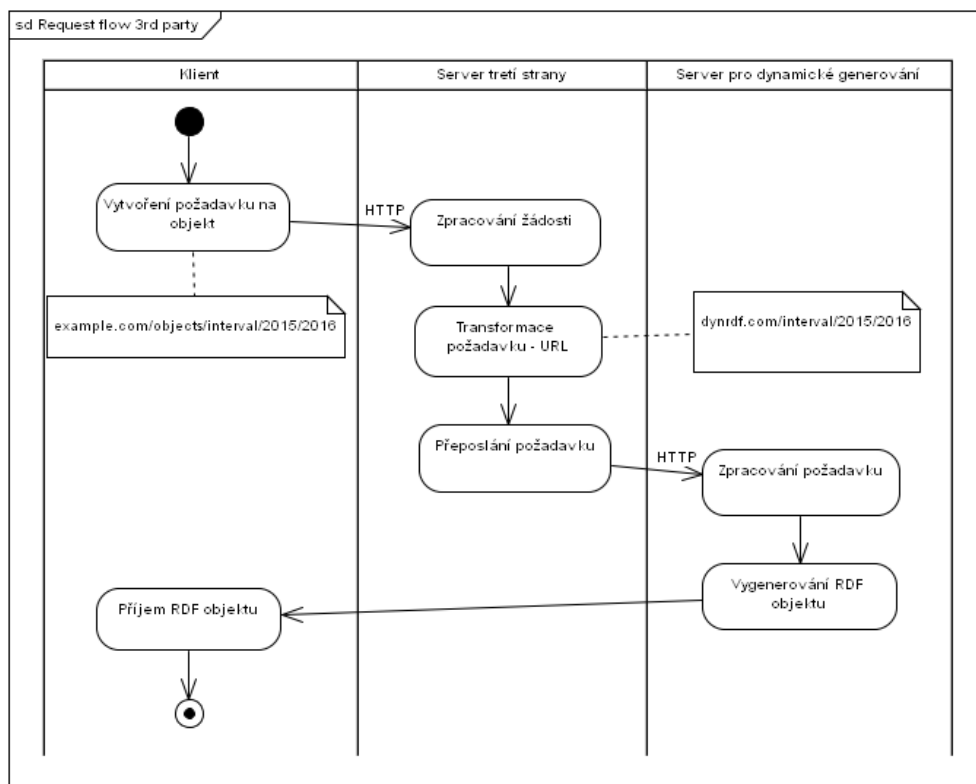 sd Request flow 3rd party
Klient
Server tretí strany
Server pro dynamické generování
Vytvoření požadavku na
objekt
HTTP
Zpracování žádosti
example.com/objects/interval/2015/2016
Transformace
požadavku - URL
dynrdf.com/interval/2015/2016
Přeposlání požadavku
HTTP
Zpracování požadavku
Vygenerování RDF
objektu
Příjem RDF objektu